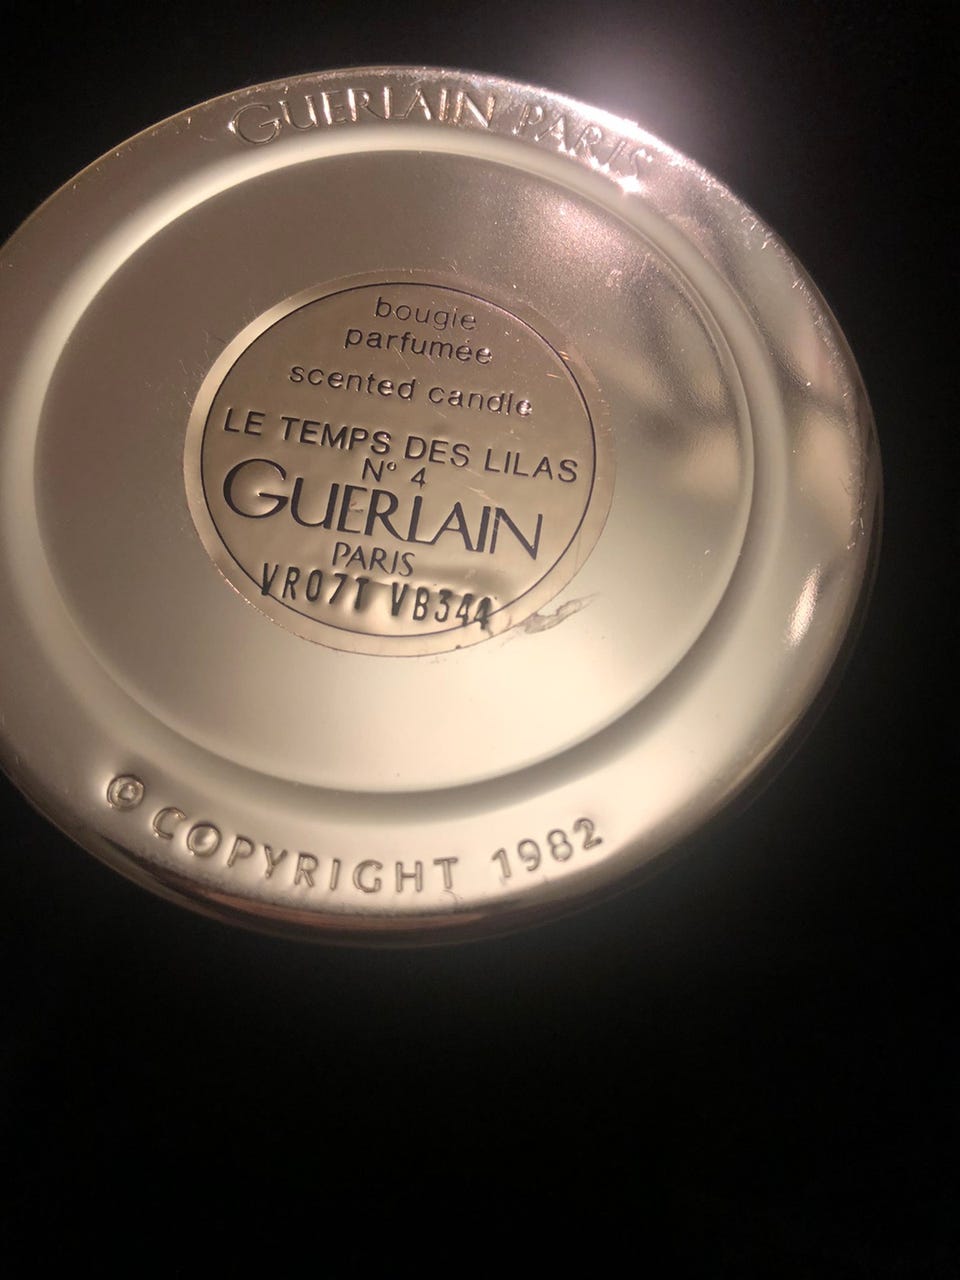 GUERLAIN PARIS
bougie
parfumée
scented candle
LE TEMPS DES LILAS
N° 4
GUERLAIN
PARIS
VR07T VB344
© COPYRIGHT 1982